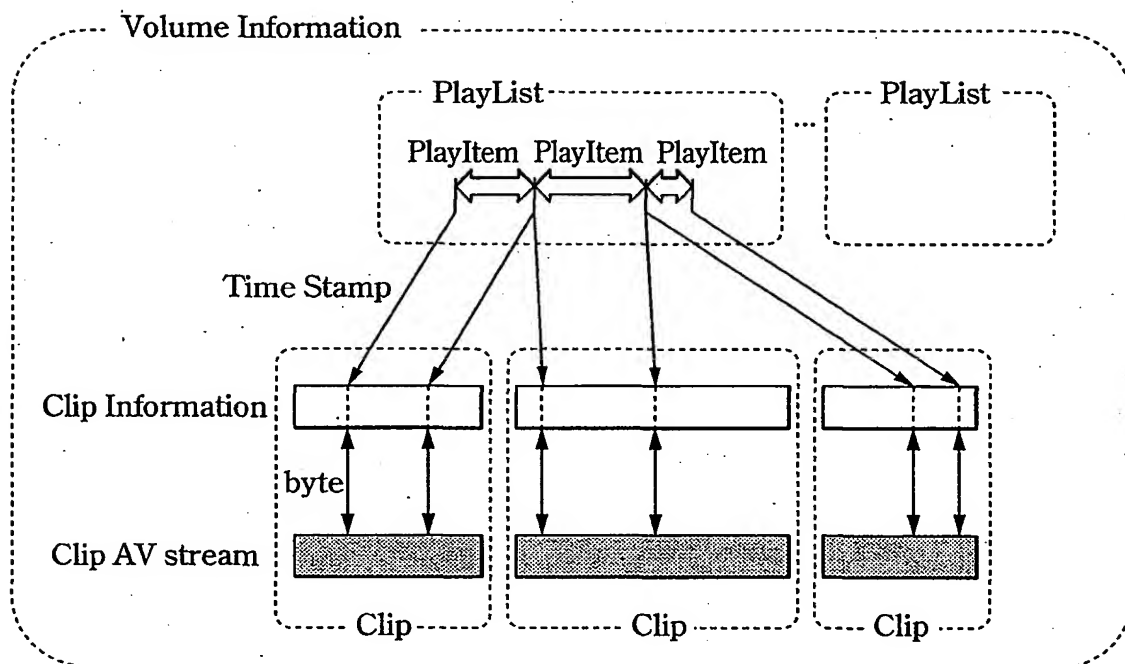 Volume Information
PlayList
PlayList
...
PlayItem PlayItem PlayItem
Time Stamp
Clip Information
byte
Clip AV stream
Clip
Clip
Clip